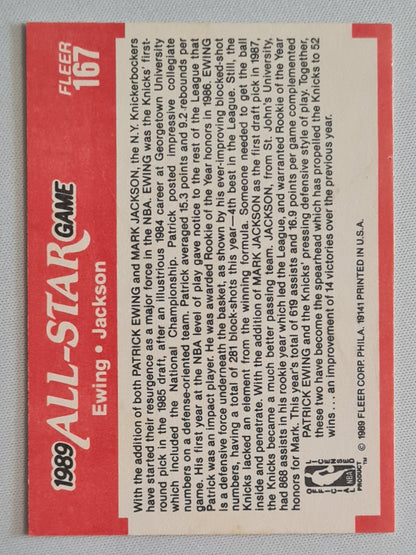 1989
ALL-STAR
GAME
FLEER
167
Ewing • Jackson
With the addition of both PATRICK EWING and MARK JACKSON, the N.Y. Knickerbockers
have started their resurgence as a major force in the NBA. EWING was the Knicks' first-
round pick in the 1985 draft, after an illustrious 1984 career at Georgetown University
which included the National Championship. Patrick posted impressive collegiate
numbers on a defense-oriented team. Patrick averaged 15.3 points and 9.2 rebounds per
game. His first year at the NBA level of play gave notice to the rest of the League that
Patrick was an impact player. He was awarded Rookie of the Year honors in 1986. EWING
is a defensive force underneath the basket, as shown by his ever-improving blocked-shot
numbers, having a total of 281 block-shots this year—4th best in the League. Still, the
Knicks lacked an element from the winning formula. Someone needed to get the ball
inside and penetrate. With the addition of MARK JACKSON as the first draft pick in 1987,
the Knicks became a much better passing team. JACKSON, from St. John's University,
had 868 assists in his rookie year which led the League, and warranted Rookie of the Year
honors for Mark. This year's total of 619 assists and 16.9 points per game complemented
PATRICK EWING and the Knicks' pressing defensive style of play. Together,
these two have become the spearhead which has propelled the Knicks to 52
wins . . . an improvement of 14 victories over the previous year.
OFFICIAL LICENSED
NBA
PRODUCT ™
© 1989 FLEER CORP. PHILA. 19141 PRINTED IN U.S.A.